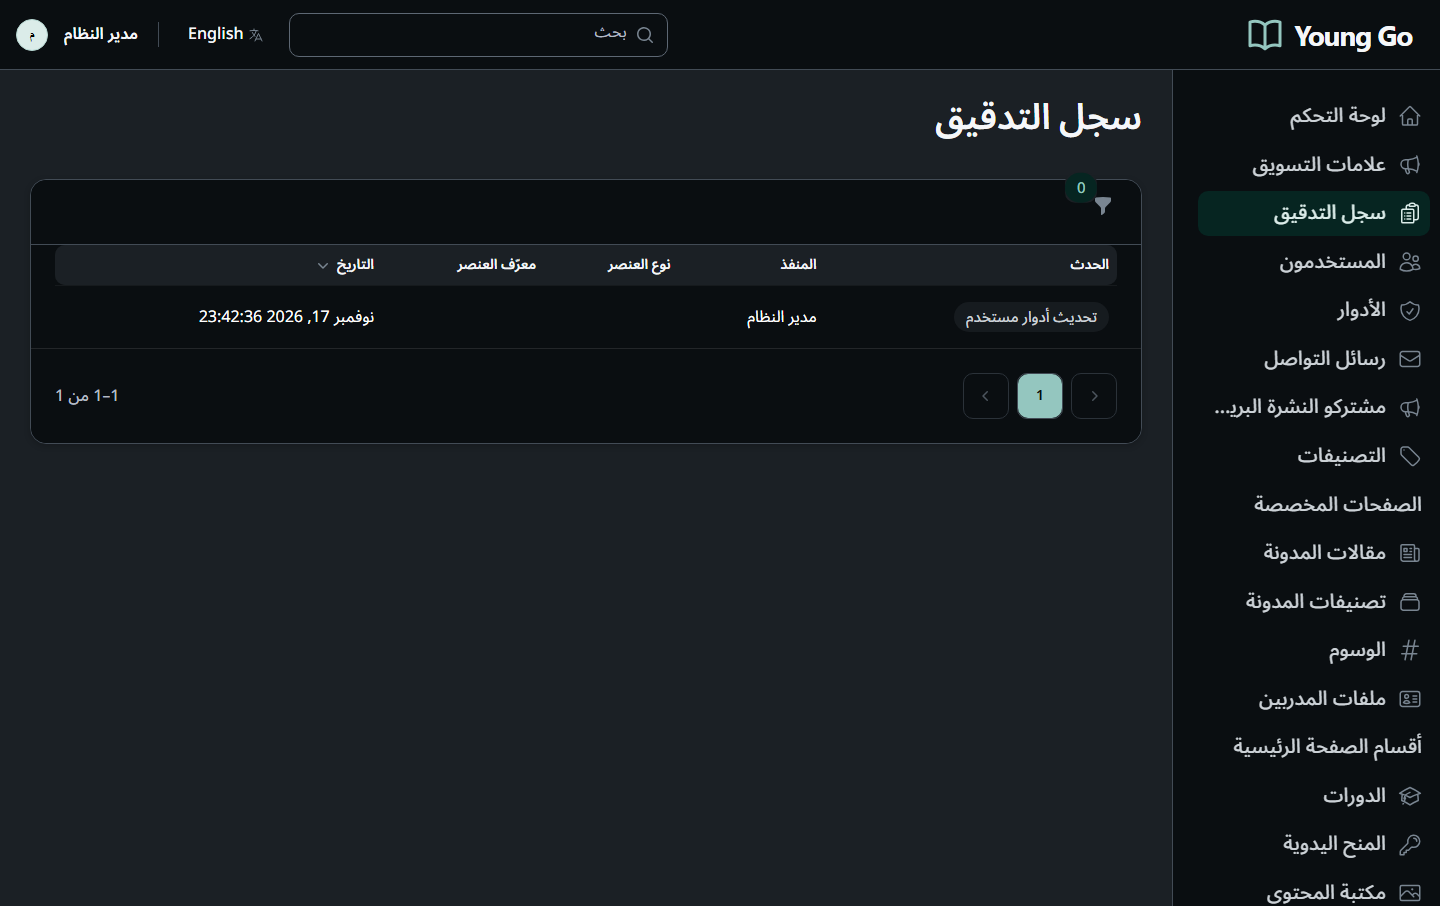 Young Go
بحث
English
مدير النظام
م
لوحة التحكم
علامات التسويق
سجل التدقيق
المستخدمون
الأدوار
رسائل التواصل
مشتركو النشرة البريـ...
التصنيفات
الصفحات المخصصة
مقالات المدونة
تصنيفات المدونة
الوسوم
ملفات المدربين
أقسام الصفحة الرئيسية
الدورات
المنح اليدوية
مكتبة المحتوى
سجل التدقيق
0
الحدث المنفذ نوع العنصر معرّف العنصر التاريخ
تحديث أدوار مستخدم مدير النظام نوفمبر 17, 2026 23:42:36
1
1–1 من 1